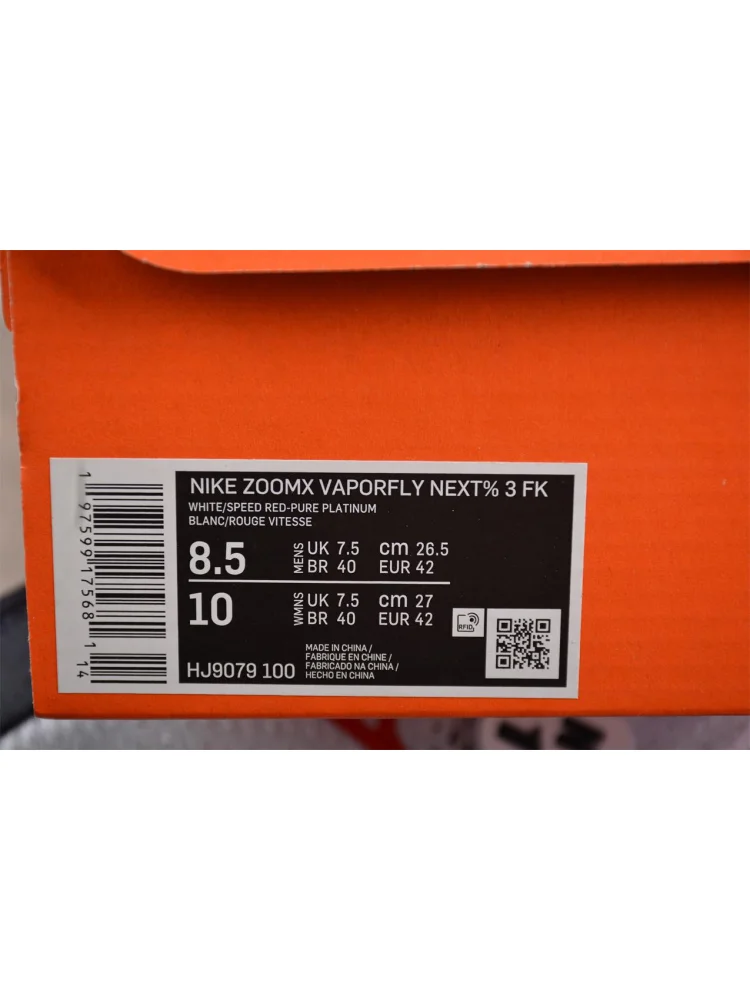 NIKE ZOOMX VAPORFLY NEXT% 3 FK
WHITE/SPEED RED-PURE PLATINUM
BLANC/ROUGE VITESSE
8.5 MENS UK 7.5 cm 26.5
BR 40 EUR 42
10 WMNS UK 7.5 cm 27
BR 40 EUR 42
RFID
HJ9079 100
MADE IN CHINA /
FABRIQUE EN CHINE /
FABRICADO NA CHINA /
HECHO EN CHINA
1 97599 17568 1 14